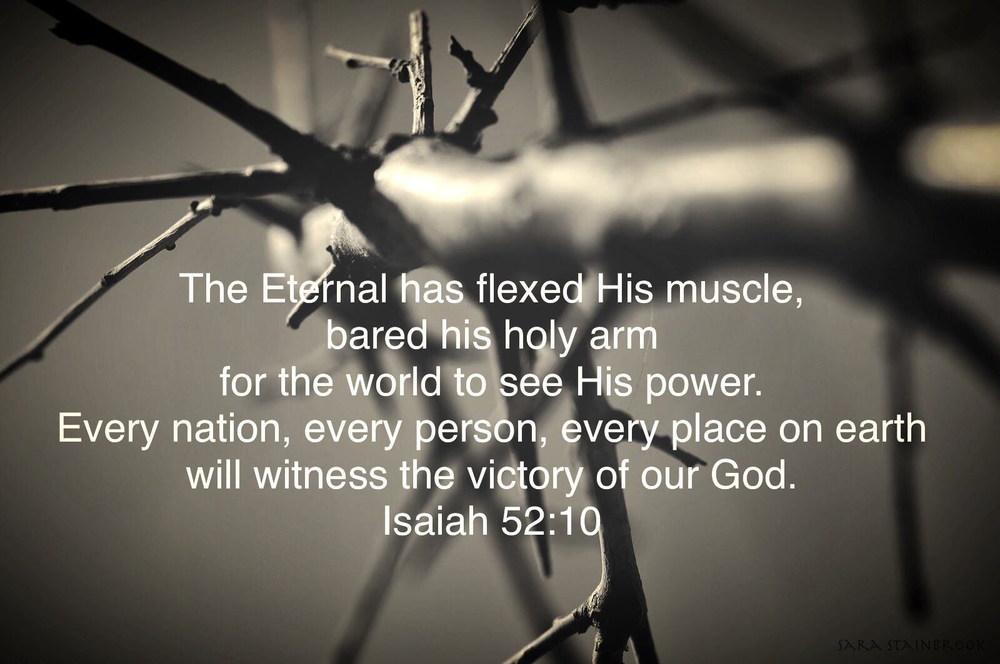 The Eternal has flexed His muscle,
bared his holy arm
for the world to see His power.
Every nation, every person, every place on earth
will witness the victory of our God.
Isaiah 52:10
SARA STAINBROOK